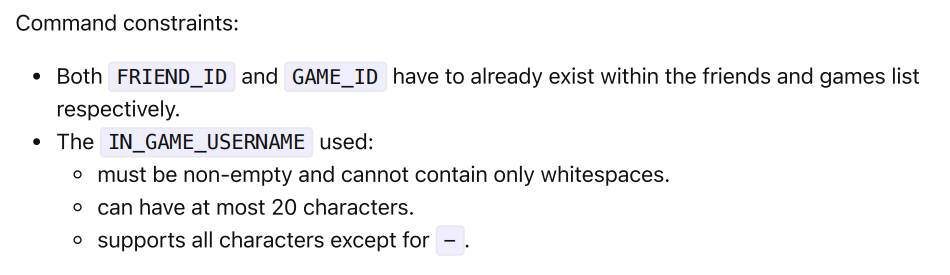 Command constraints:
• Both FRIEND_ID and GAME_ID have to already exist within the friends and games list
respectively.
• The IN_GAME_USERNAME used:
◦ must be non-empty and cannot contain only whitespaces.
◦ can have at most 20 characters.
◦ supports all characters except for -.